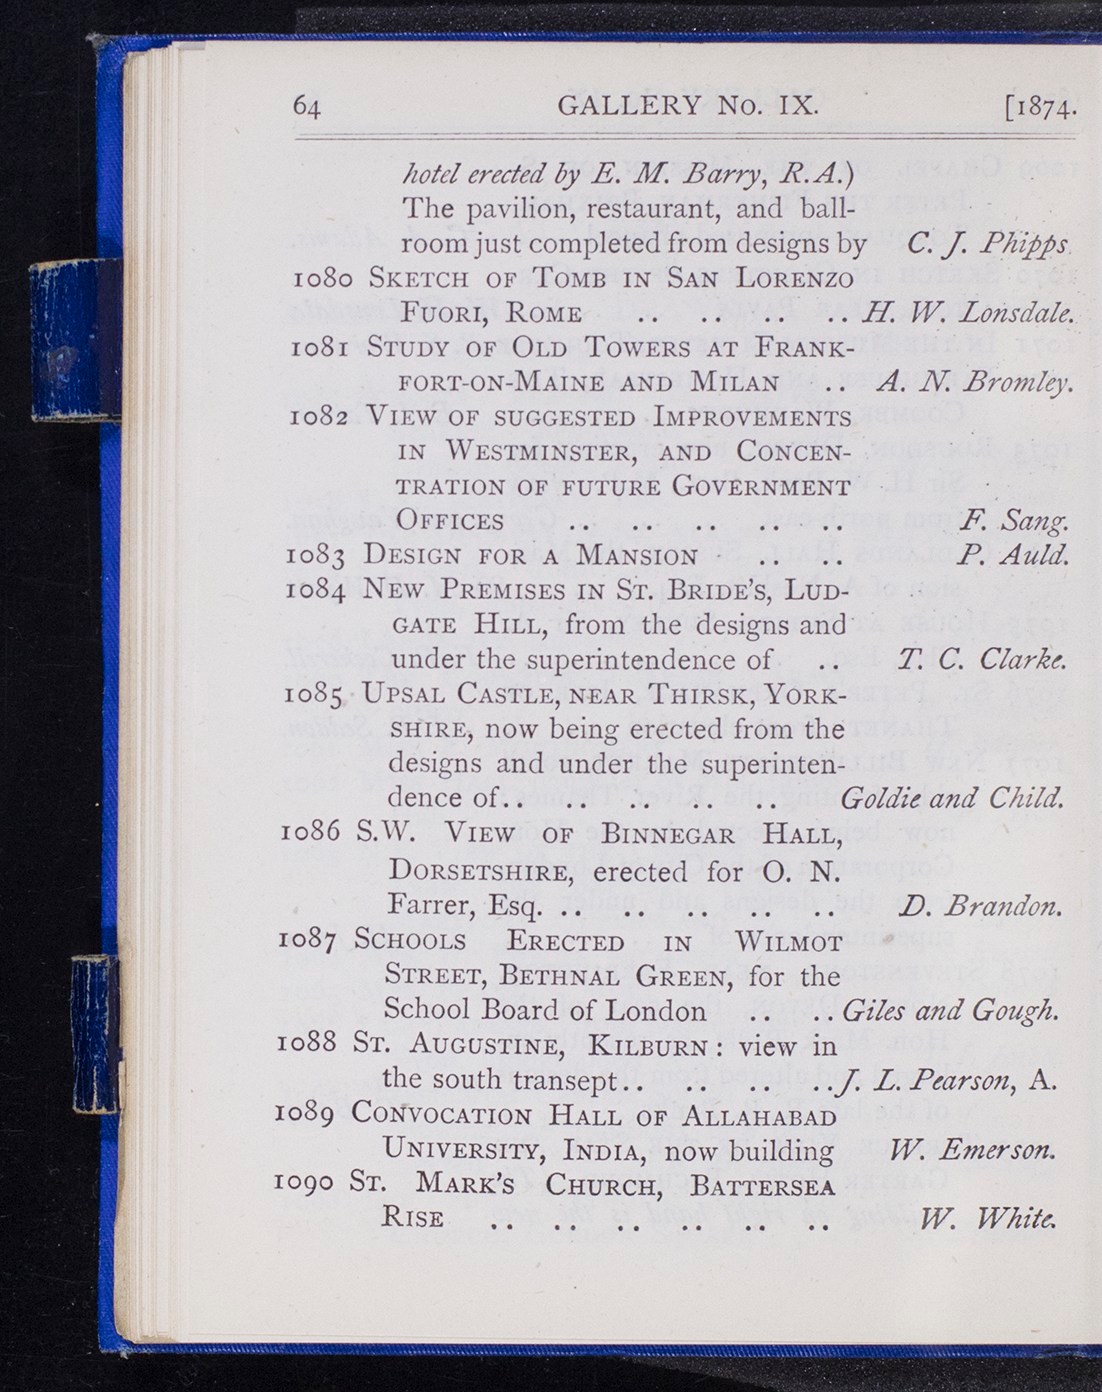 64 GALLERY No. IX. [1874.
hotel erected by E. M. Barry, R.A.)
The pavilion, restaurant, and ball-
room just completed from designs by C. J. Phipps.
1080 SKETCH OF TOMB IN SAN LORENZO
FUORI, ROME .. .. .. .. H. W. Lonsdale.
1081 STUDY OF OLD TOWERS AT FRANK-
FORT-ON-MAINE AND MILAN .. A. N. Bromley.
1082 VIEW OF SUGGESTED IMPROVEMENTS
IN WESTMINSTER, AND CONCEN-
TRATION OF FUTURE GOVERNMENT
OFFICES .. .. .. .. .. F. Sang.
1083 DESIGN FOR A MANSION .. .. P. Auld.
1084 NEW PREMISES IN ST. BRIDE'S, LUD-
GATE HILL, from the designs and
under the superintendence of .. T. C. Clarke.
1085 UPSAL CASTLE, NEAR THIRSK, YORK-
SHIRE, now being erected from the
designs and under the superinten-
dence of .. .. .. .. .. Goldie and Child.
1086 S.W. VIEW OF BINNEGAR HALL,
DORSETSHIRE, erected for O. N.
Farrer, Esq. .. .. .. .. .. D. Brandon.
1087 SCHOOLS ERECTED IN WILMOT
STREET, BETHNAL GREEN, for the
School Board of London .. .. Giles and Gough.
1088 ST. AUGUSTINE, KILBURN: view in
the south transept .. .. .. .. J. L. Pearson, A.
1089 CONVOCATION HALL OF ALLAHABAD
UNIVERSITY, INDIA, now building W. Emerson.
1090 ST. MARK'S CHURCH, BATTERSEA
RISE .. .. .. .. .. .. W. White.